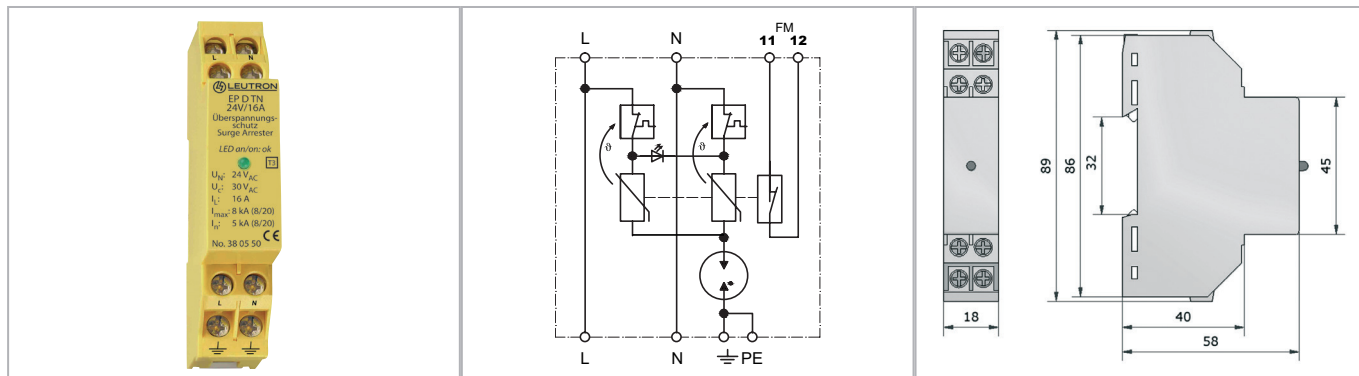 L N
LEUTRON
EP D TN
24V/16A
Überspannungs-
schutz
Surge Arrester
LED an/on: ok
T3
UN: 24 VAC
Uc: 30 VAC
IL: 16 A
Imax: 8 kA (8/20)
In: 5 kA (8/20)
CE
No. 38 05 50
L N
L N FM
11 12
ϑ ϑ
L N PE
18
89
86
32
45
40
58